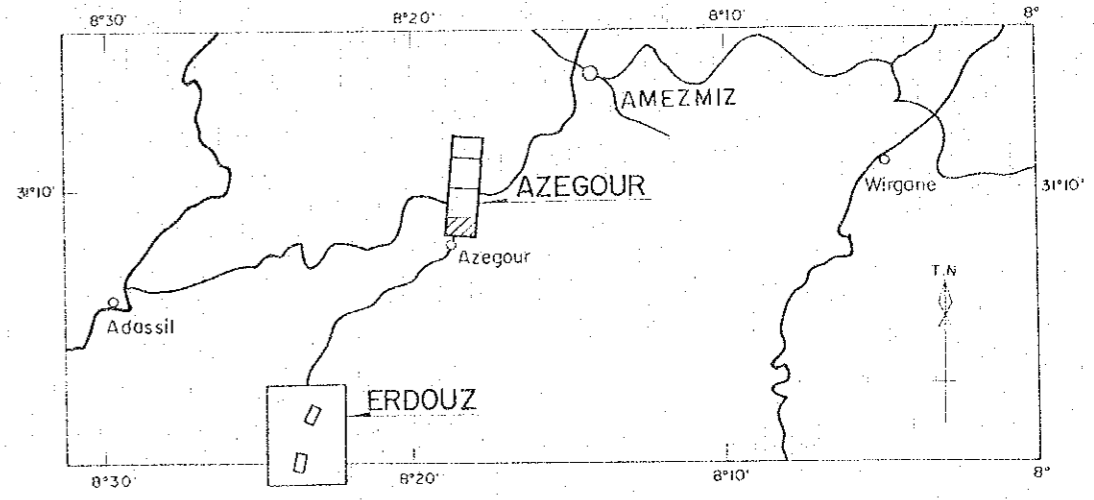 8°30'
8°20'
8°10'
8°
AMEZMIZ
31°10'
AZEGOUR
Wirgane
31°10'
Azegour
T.N
Adassil
ERDOUZ
8°30'
8°20'
8°10'
8°